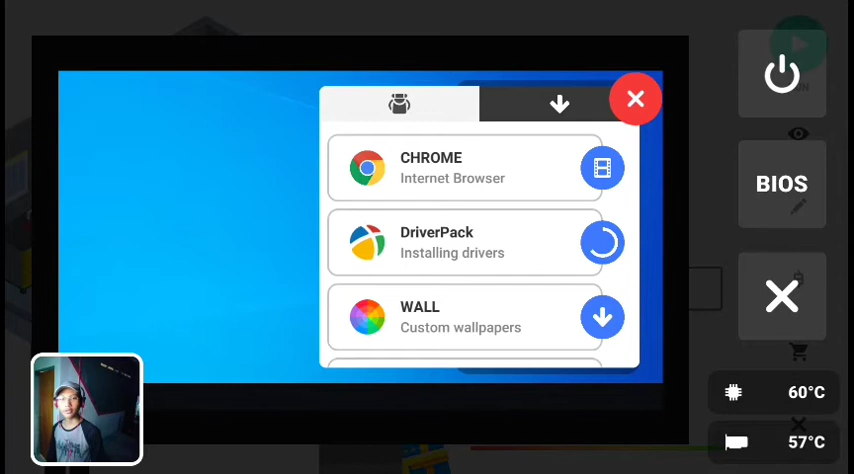 CHROME
Internet Browser
DriverPack
Installing drivers
WALL
Custom wallpapers
BIOS
60°C
57°C